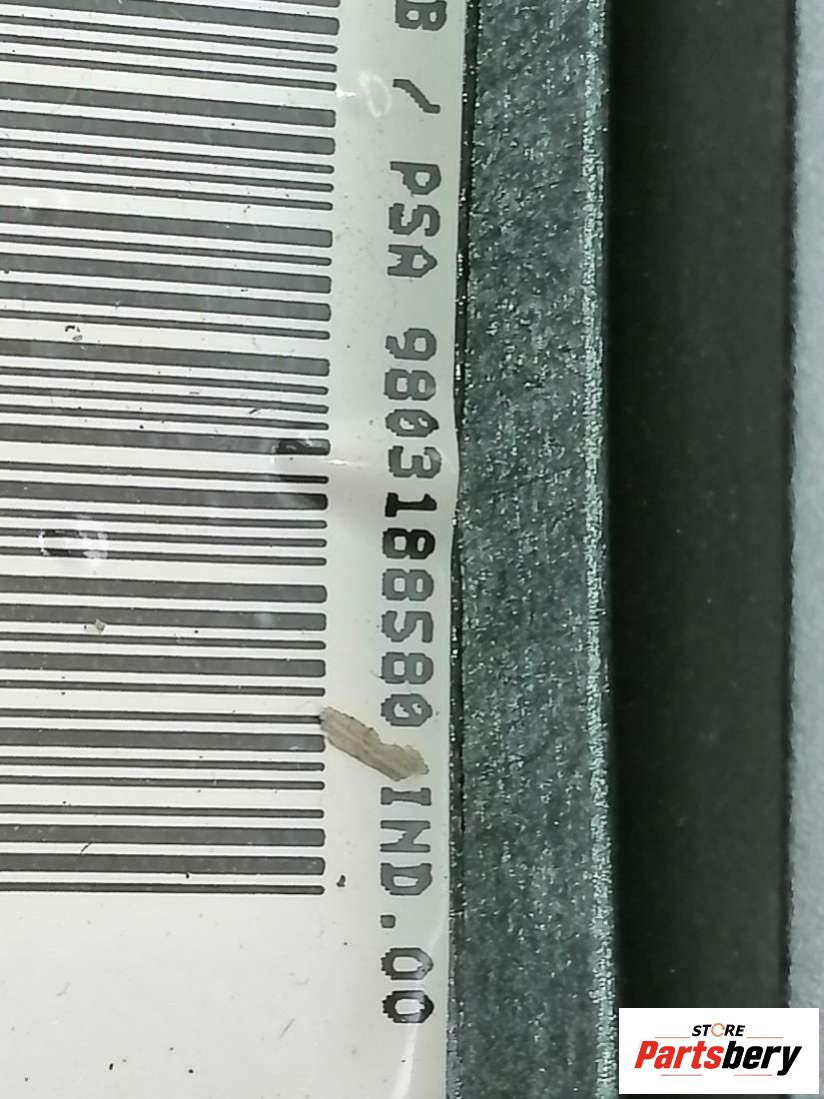 B / PSA 9803188580 IND.00
STORE
Partsbery